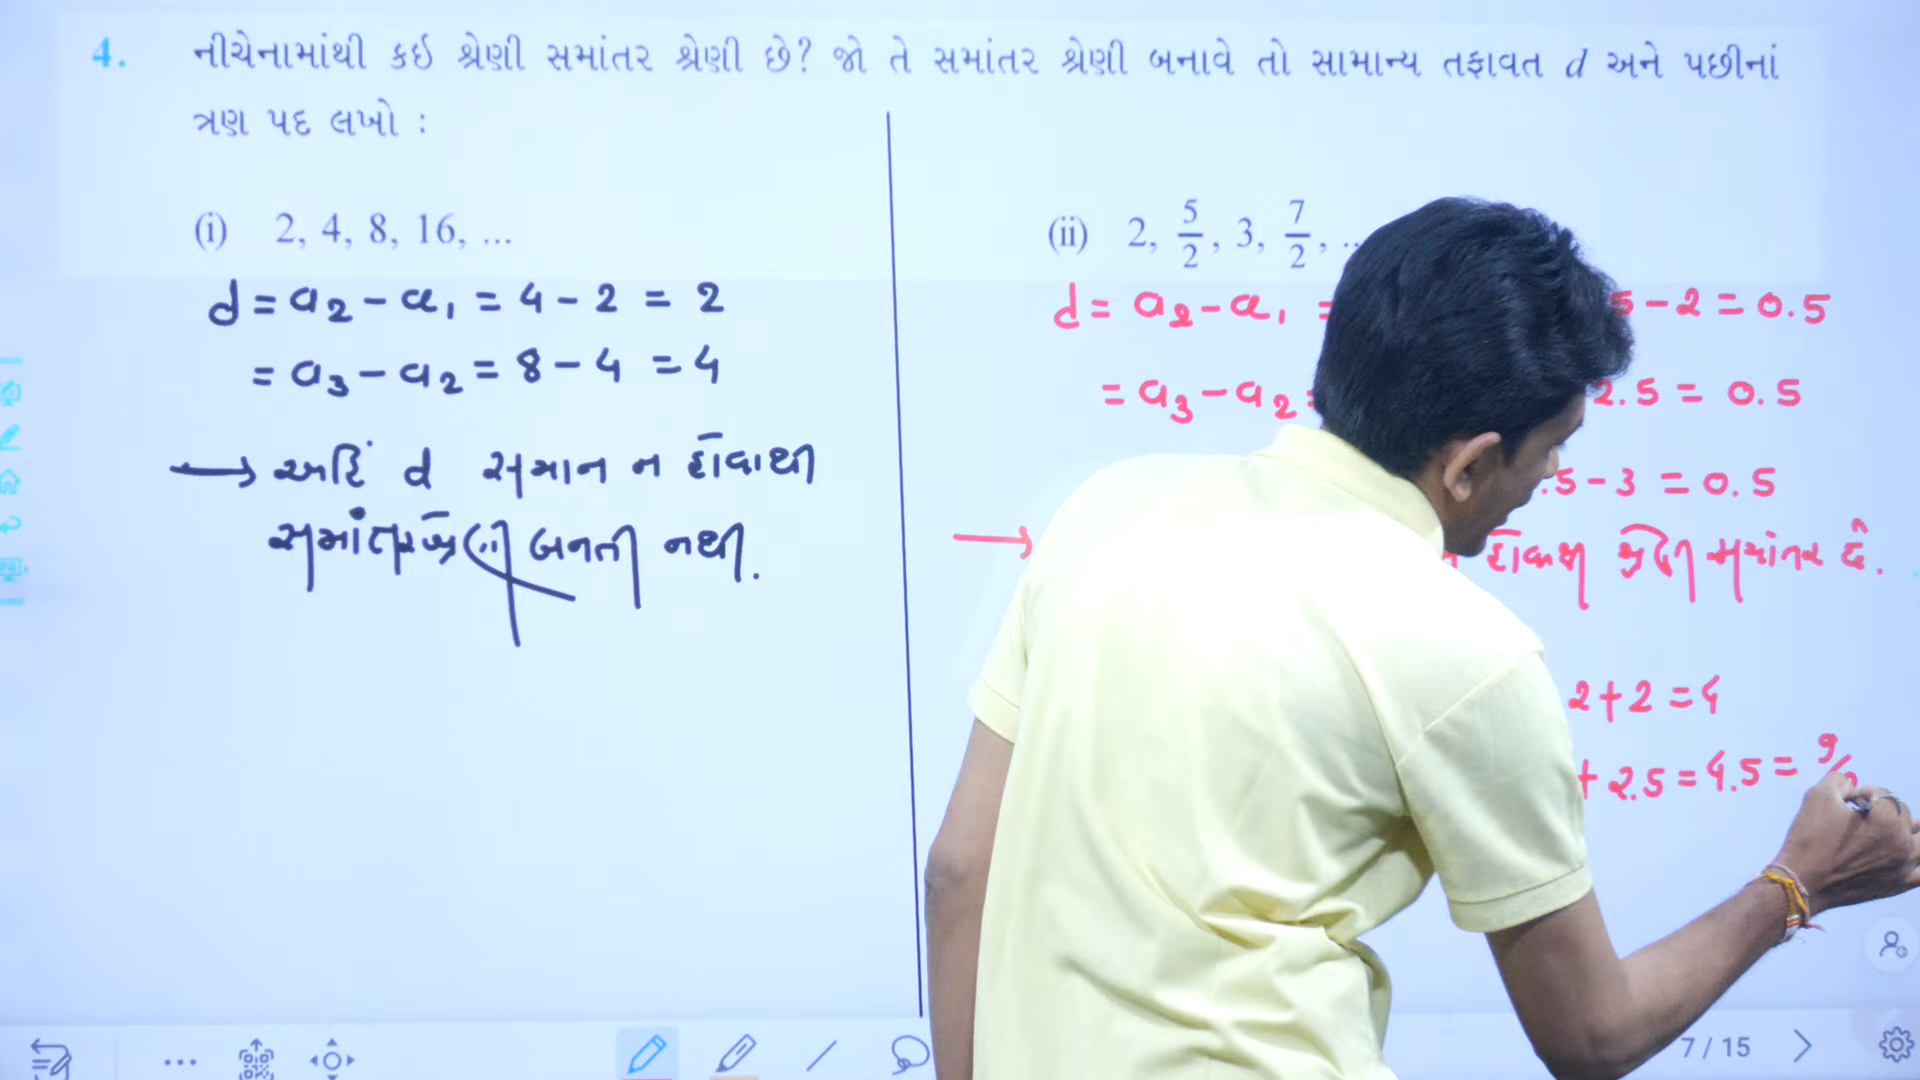 4. નીચેનામાંથી કઈ શ્રેણી સમાંતર શ્રેણી છે? જો તે સમાંતર શ્રેણી બનાવે તો સામાન્ય તફાવત d અને પછીનાં
ત્રણ પદ લખો :
(i) 2, 4, 8, 16, ...
d = a₂ - a₁ = 4 - 2 = 2
= a₃ - a₂ = 8 - 4 = 4
→ અહિં d સમાન ન હોવાથી
સમાંતર શ્રેણી બનતી નથી.
(ii) 2, 5/2, 3, 7/2, ..
d = a₂ - a₁ = 5 - 2 = 0.5
= a₃ - a₂ = 2.5 = 0.5
.5 - 3 = 0.5
→ હોવાથી શ્રેણી સમાંતર છે.
2 + 2 = 4
+ 2.5 = 4.5 = 9/
7 / 15